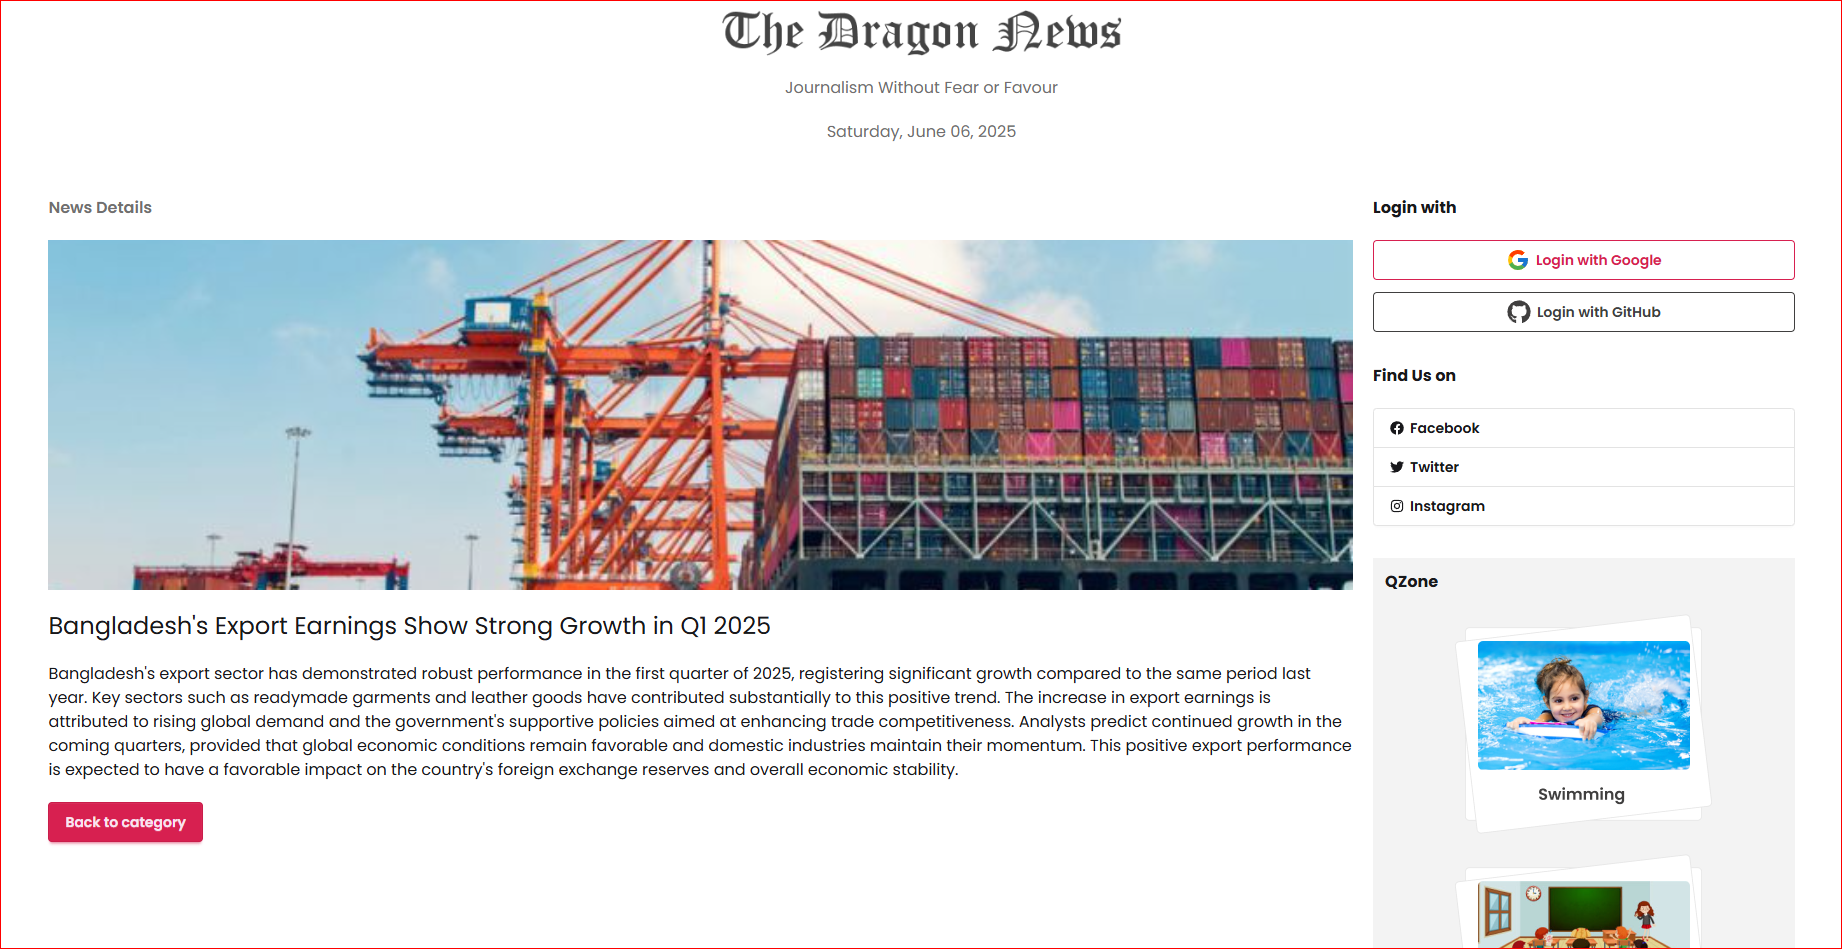 The Dragon News
Journalism Without Fear or Favour
Saturday, June 06, 2025
News Details
Bangladesh's Export Earnings Show Strong Growth in Q1 2025
Bangladesh's export sector has demonstrated robust performance in the first quarter of 2025, registering significant growth compared to the same period last
year. Key sectors such as readymade garments and leather goods have contributed substantially to this positive trend. The increase in export earnings is
attributed to rising global demand and the government's supportive policies aimed at enhancing trade competitiveness. Analysts predict continued growth in the
coming quarters, provided that global economic conditions remain favorable and domestic industries maintain their momentum. This positive export performance
is expected to have a favorable impact on the country's foreign exchange reserves and overall economic stability.
Back to category
Login with
Login with Google
Login with GitHub
Find Us on
Facebook
Twitter
Instagram
QZone
Swimming